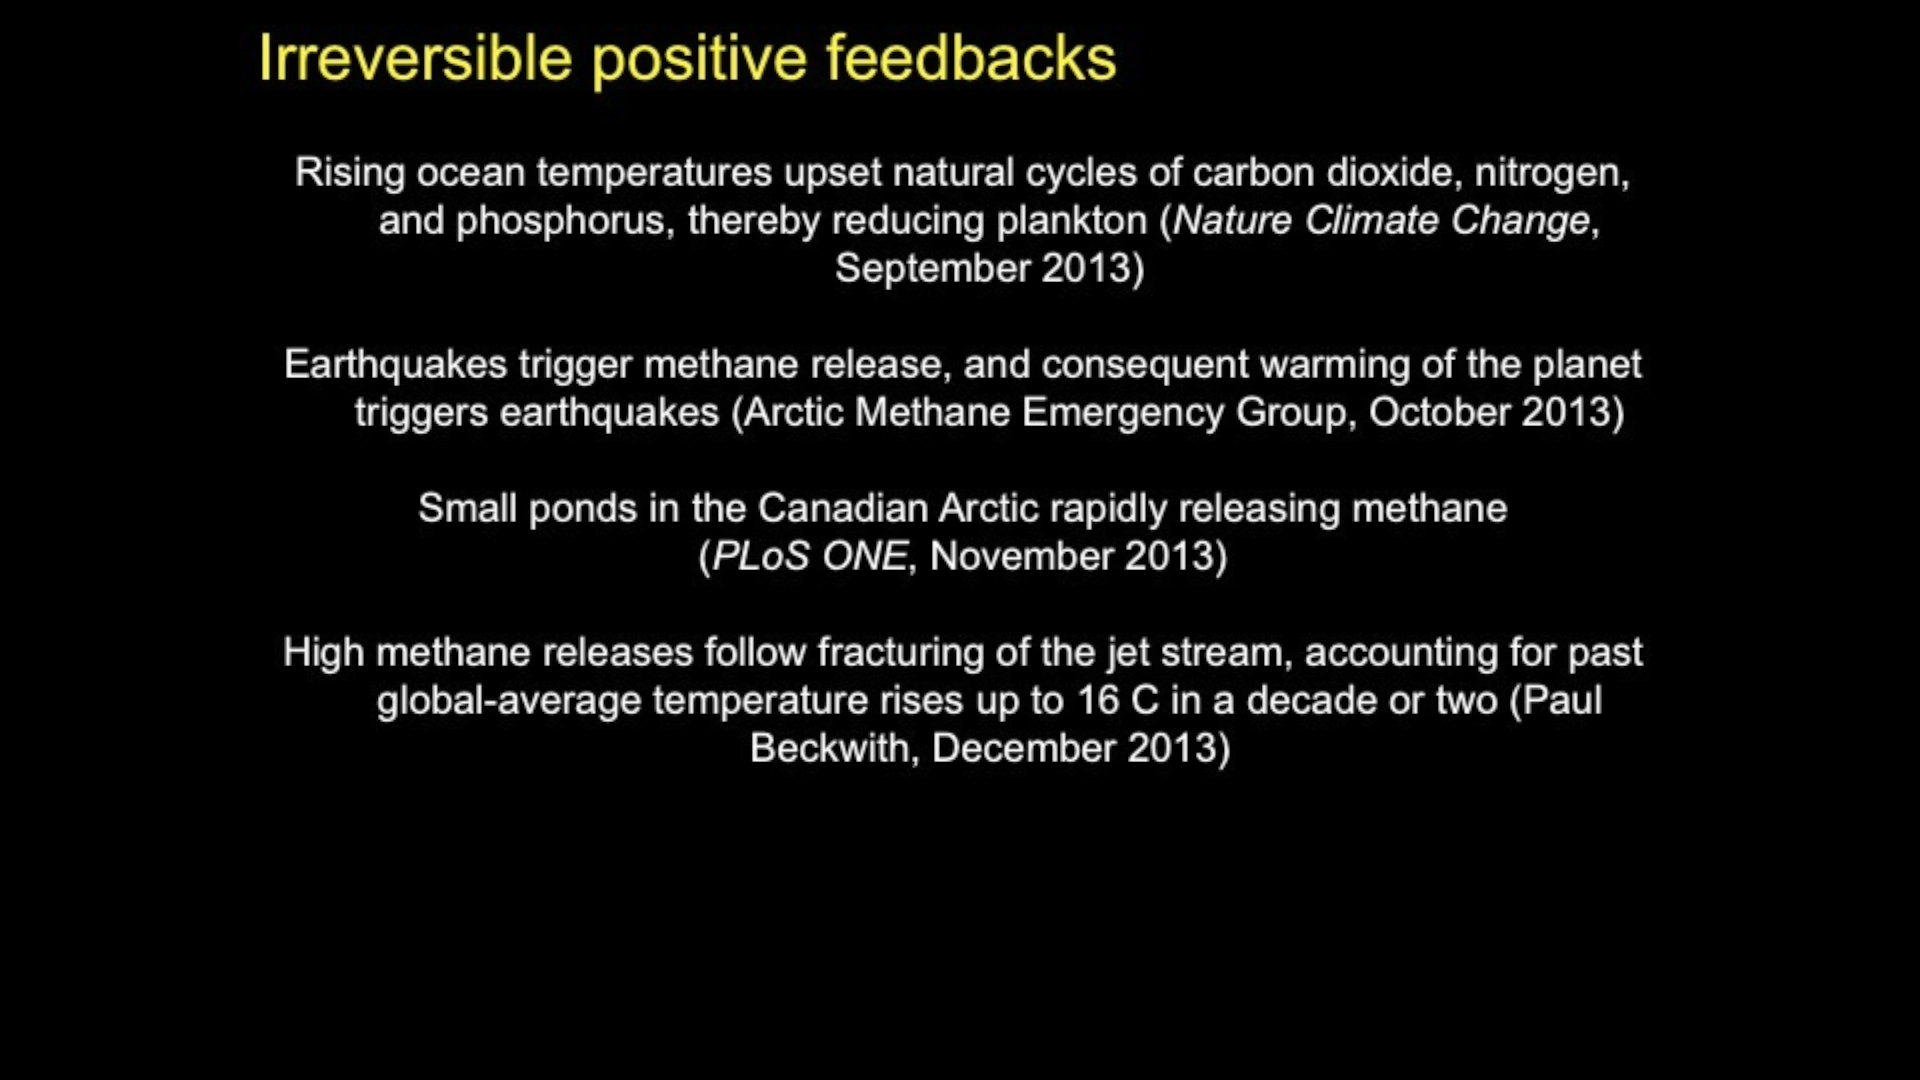 Irreversible positive feedbacks
Rising ocean temperatures upset natural cycles of carbon dioxide, nitrogen,
and phosphorus, thereby reducing plankton (Nature Climate Change,
September 2013)
Earthquakes trigger methane release, and consequent warming of the planet
triggers earthquakes (Arctic Methane Emergency Group, October 2013)
Small ponds in the Canadian Arctic rapidly releasing methane
(PLoS ONE, November 2013)
High methane releases follow fracturing of the jet stream, accounting for past
global-average temperature rises up to 16 C in a decade or two (Paul
Beckwith, December 2013)